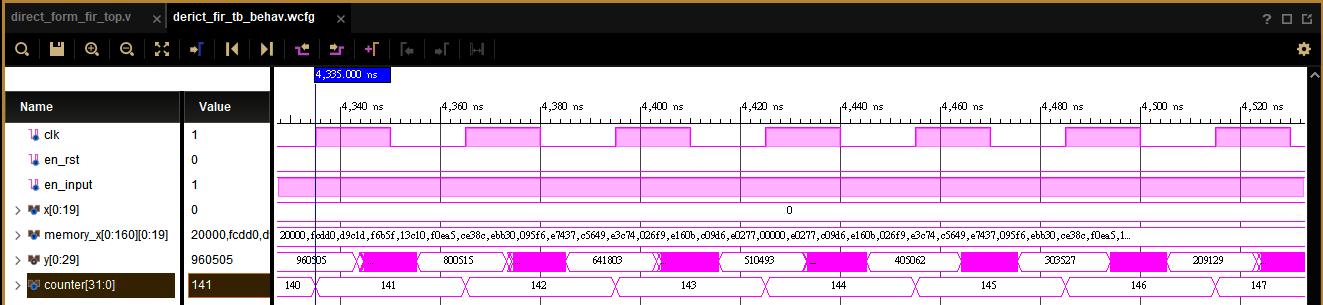 direct_form_fir_top.v × derict_fir_tb_behav.wcfg × ?
4,335.000 ns
Name Value 4,340 ns 4,360 ns 4,380 ns 4,400 ns 4,420 ns 4,440 ns 4,460 ns 4,480 ns 4,500 ns 4,520 ns
clk 1
en_rst 0
en_input 1
x[0:19] 0 0
memory_x[0:160][0:19] 20000,fcdd0,d 20000,fcdd0,d9c1d,f6b5f,13c10,f0ea5,ce38c,ebb30,095f6,e7437,c5649,e3c74,026f9,e160b,c09d6,e0277,00000,e0277,c09d6,e160b,026f9,e3c74,c5649,e7437,095f6,ebb30,ce38c,f0ea5,1...
y[0:29] 960505 960505 ... 800515 ... 641803 ... 510493 ... 405062 303527 ... 209129 ...
counter[31:0] 141 140 141 142 143 144 145 146 147